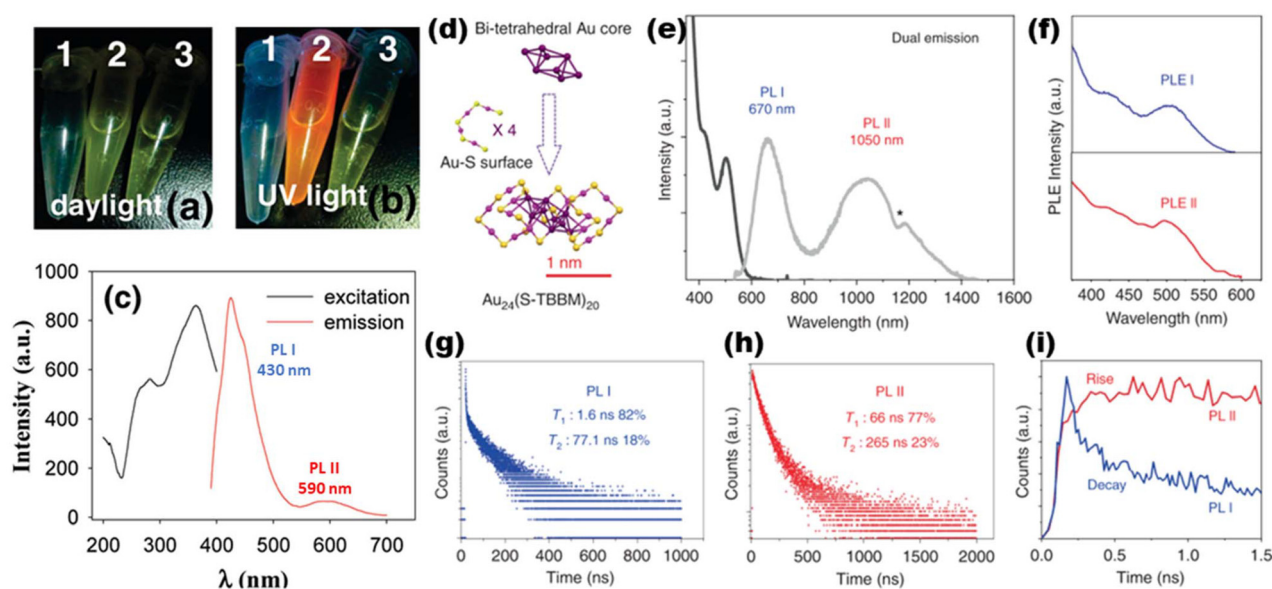 1 2 3
daylight (a)
1 2 3
UV light (b)
(c)
1000
800
600
400
200
0
Intensity (a.u.)
excitation
emission
PL I
430 nm
PL II
590 nm
200 300 400 500 600 700
λ (nm)
(d)
Bi-tetrahedral Au core
X 4
Au-S surface
1 nm
Au₂₄(S-TBBM)₂₀
(e)
Dual emission
PL I
670 nm
PL II
1050 nm
*
Intensity (a.u.)
400 600 800 1000 1200 1400 1600
Wavelength (nm)
(f)
PLE I
PLE II
PLE Intensity (a.u.)
400 450 500 550 600
Wavelength (nm)
(g)
PL I
T₁ : 1.6 ns 82%
T₂ : 77.1 ns 18%
Counts (a.u.)
0 200 400 600 800 1000
Time (ns)
(h)
PL II
T₁ : 66 ns 77%
T₂ : 265 ns 23%
Counts (a.u.)
0 500 1000 1500 2000
Time (ns)
(i)
Rise
PL II
Decay
PL I
Counts (a.u.)
0.0 0.5 1.0 1.5
Time (ns)